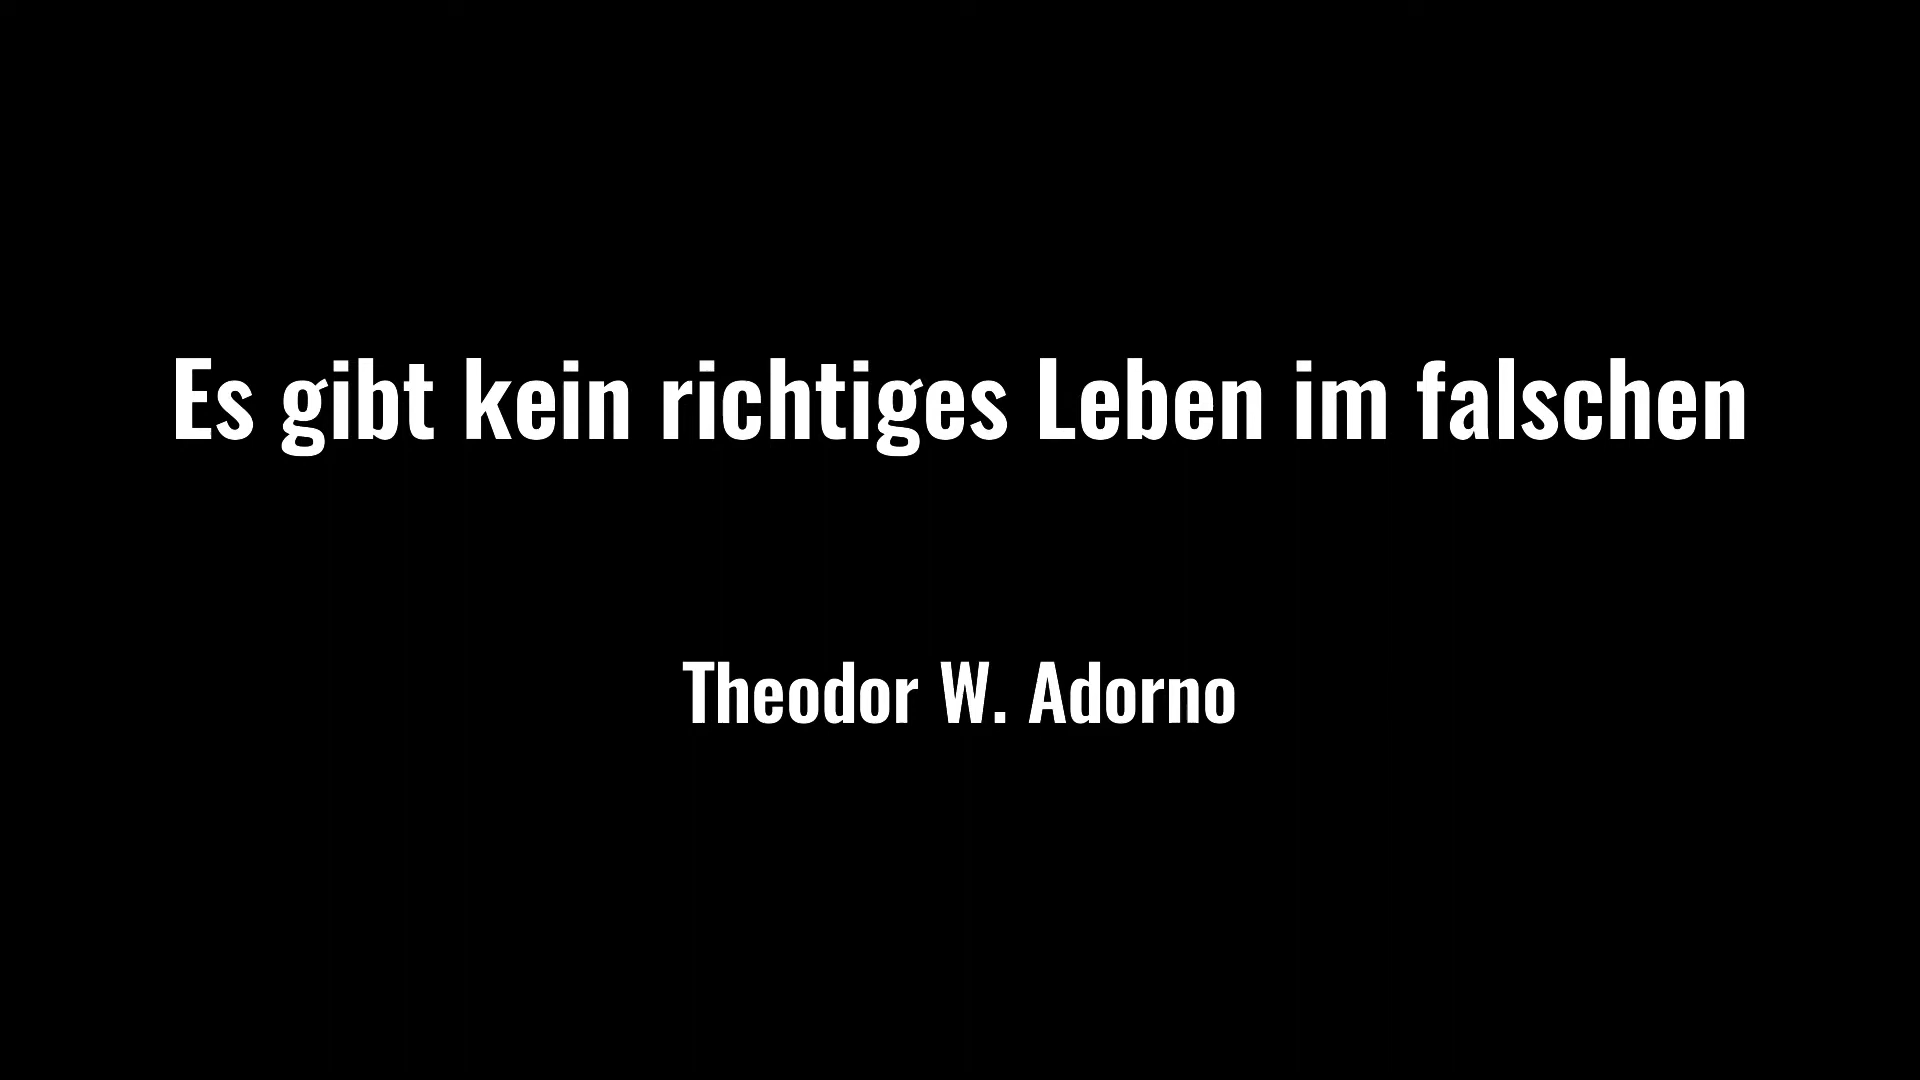 Es gibt kein richtiges Leben im falschen
Theodor W. Adorno